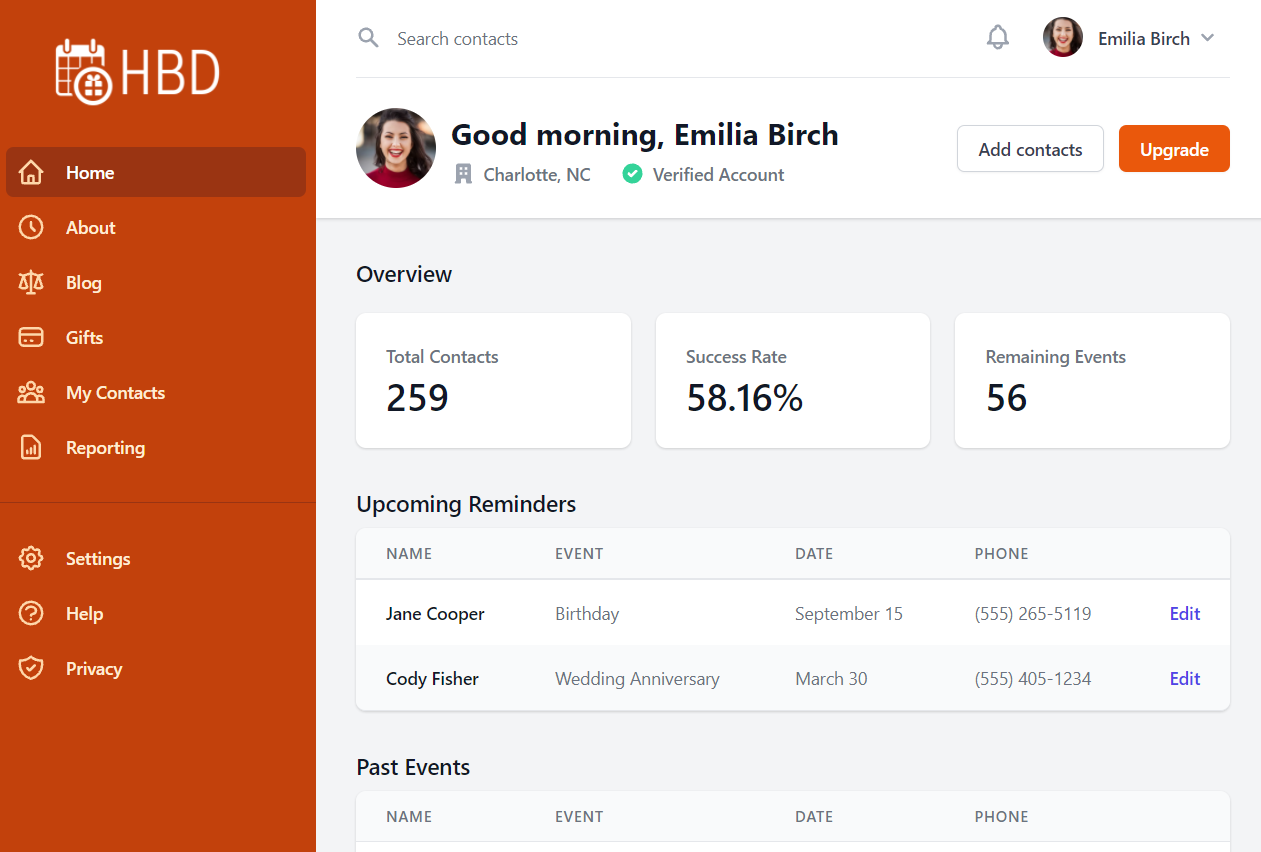 HBD
Search contacts
Emilia Birch
Good morning, Emilia Birch
Charlotte, NC
Verified Account
Add contacts
Upgrade
Home
About
Blog
Gifts
My Contacts
Reporting
Settings
Help
Privacy
Overview
Total Contacts
259
Success Rate
58.16%
Remaining Events
56
Upcoming Reminders
NAME EVENT DATE PHONE
Jane Cooper Birthday September 15 (555) 265-5119 Edit
Cody Fisher Wedding Anniversary March 30 (555) 405-1234 Edit
Past Events
NAME EVENT DATE PHONE